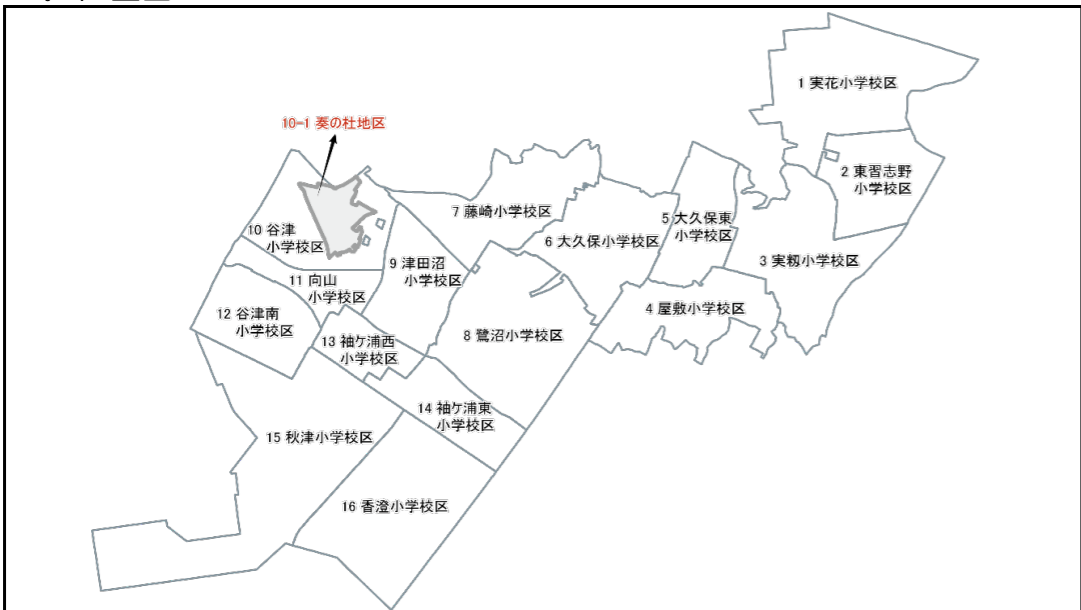 1 実花小学校区
10-1 奏の杜地区
2 東習志野
小学校区
7 藤崎小学校区
5 大久保東
小学校区
10 谷津
小学校区
6 大久保小学校区
9 津田沼
小学校区
3 実籾小学校区
11 向山
小学校区
4 屋敷小学校区
12 谷津南
小学校区
8 鷺沼小学校区
13 袖ケ浦西
小学校区
14 袖ケ浦東
小学校区
15 秋津小学校区
16 香澄小学校区